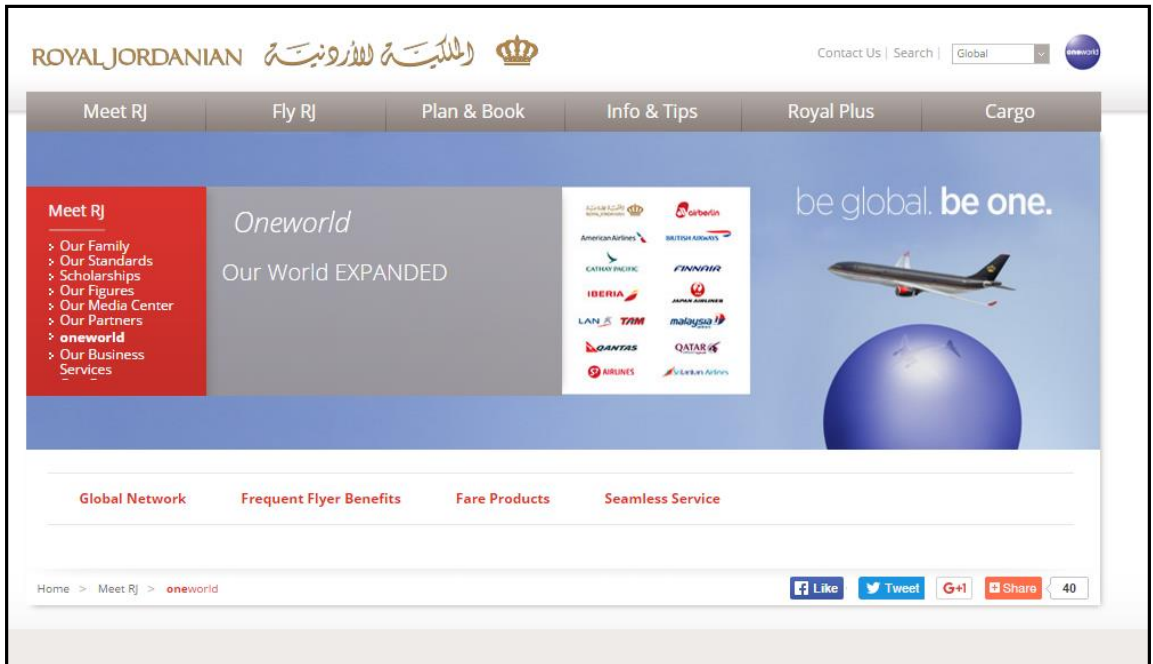 ROYAL JORDANIAN الملكية الأردنية
Contact Us | Search | Global
oneworld
Meet RJ
Fly RJ
Plan & Book
Info & Tips
Royal Plus
Cargo
Meet RJ
Our Family
Our Standards
Scholarships
Our Figures
Our Media Center
Our Partners
oneworld
Our Business
Services
Oneworld
Our World EXPANDED
airberlin
American Airlines
BRITISH AIRWAYS
CATHAY PACIFIC
FINNAIR
IBERIA
JAPAN AIRLINES
LAN TAM
malaysia
airlines
QANTAS
QATAR
S7 AIRLINES
SriLankan Airlines
be global. be one.
Global Network
Frequent Flyer Benefits
Fare Products
Seamless Service
Home > Meet RJ > oneworld
Like
Tweet
G+1
Share
40